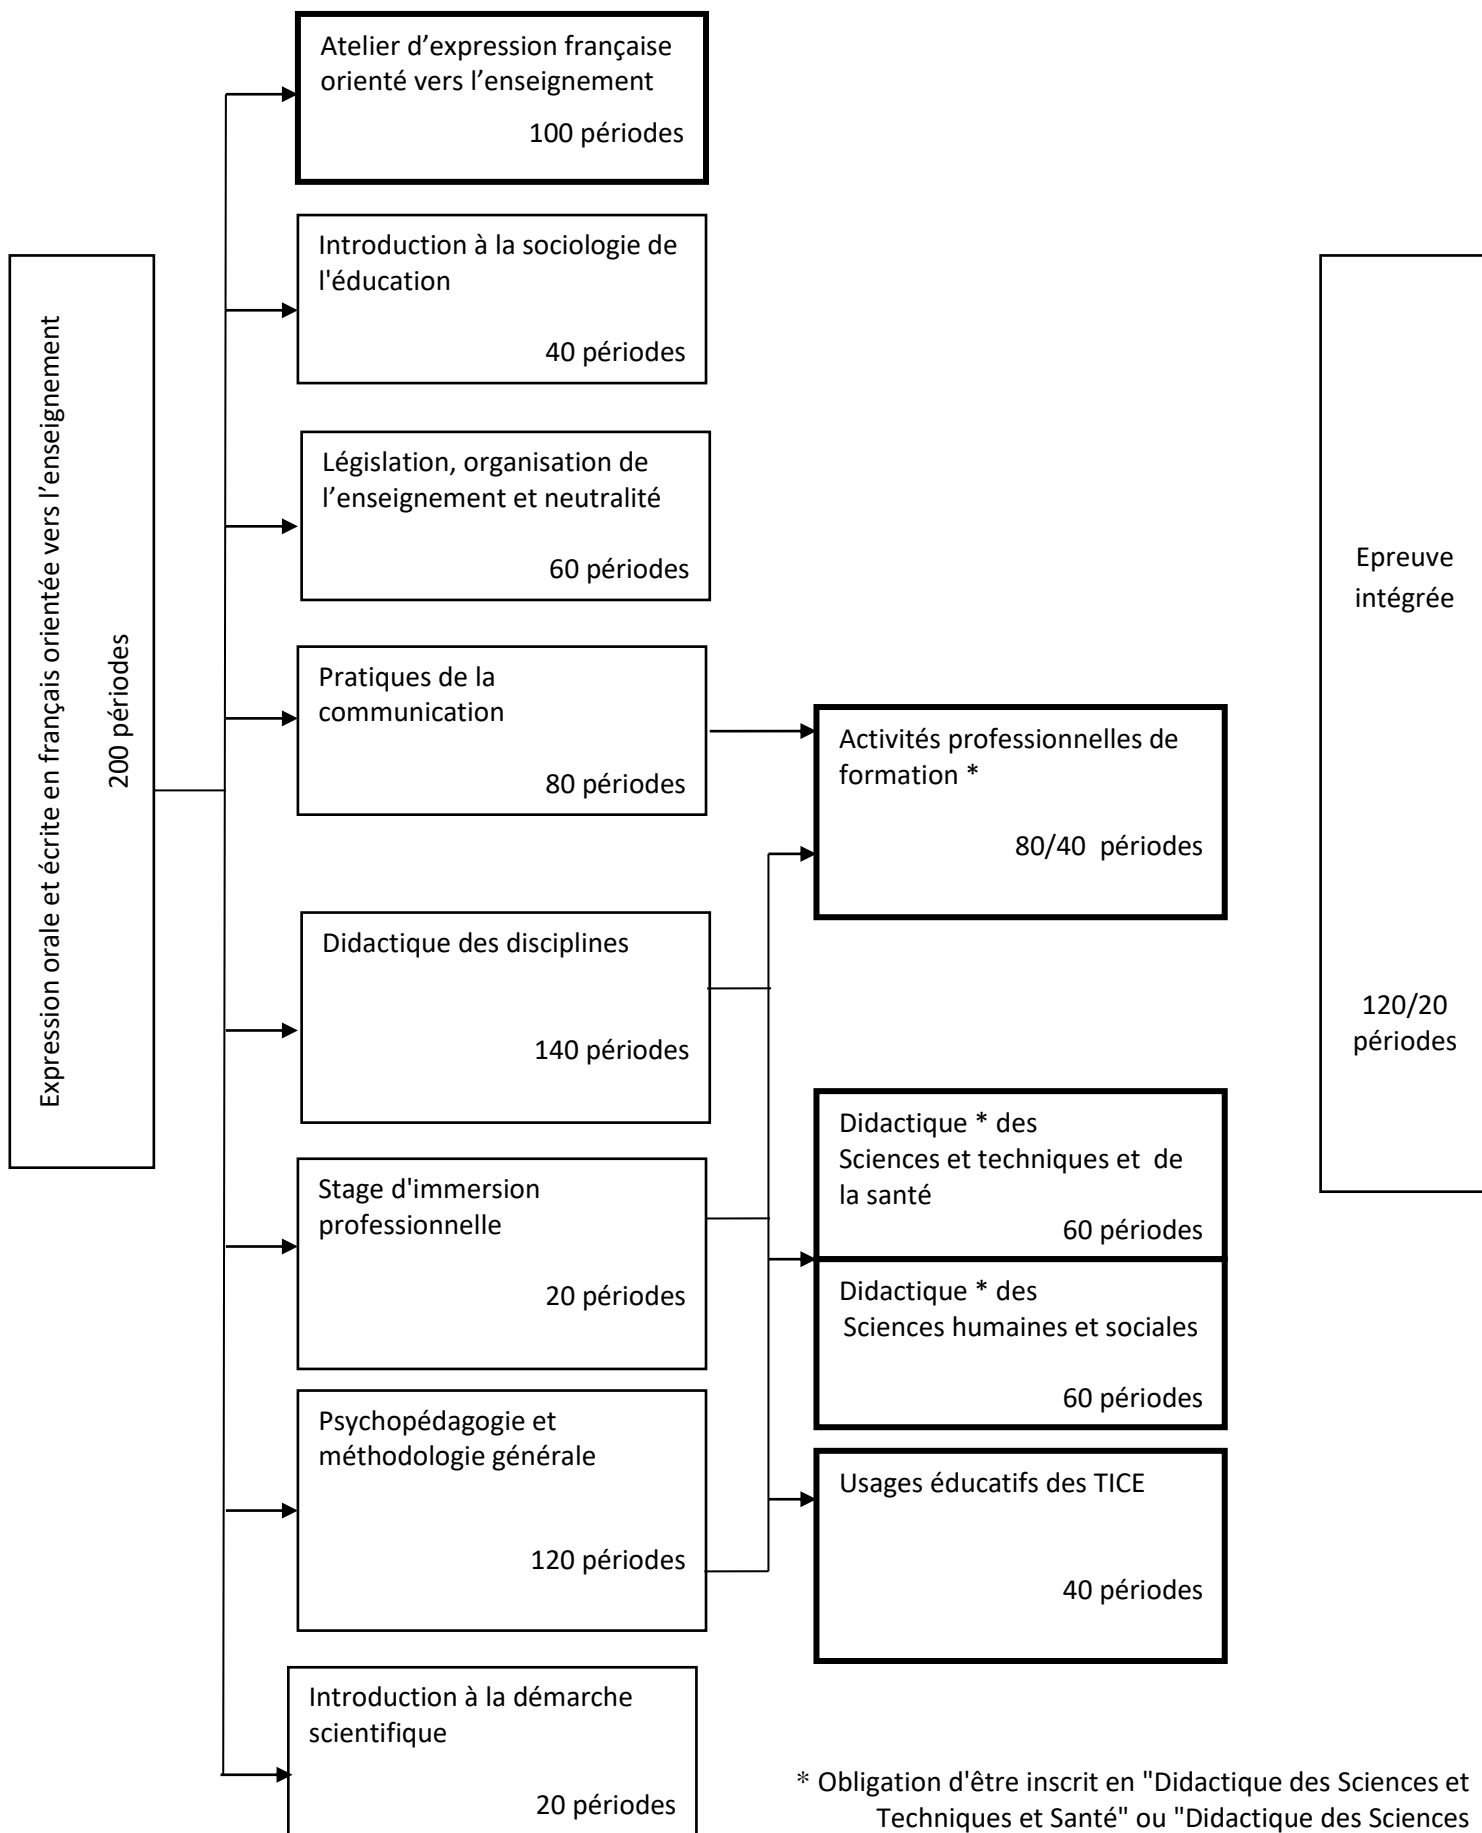 Expression orale et écrite en français orientée vers l’enseignement
200 périodes
Atelier d’expression française
orienté vers l’enseignement
100 périodes
Introduction à la sociologie de
l'éducation
40 périodes
Législation, organisation de
l’enseignement et neutralité
60 périodes
Pratiques de la
communication
80 périodes
Didactique des disciplines
140 périodes
Stage d'immersion
professionnelle
20 périodes
Psychopédagogie et
méthodologie générale
120 périodes
Introduction à la démarche
scientifique
20 périodes
Activités professionnelles de
formation *
80/40 périodes
Didactique * des
Sciences et techniques et de
la santé
60 périodes
Didactique * des
Sciences humaines et sociales
60 périodes
Usages éducatifs des TICE
40 périodes
Epreuve
intégrée
120/20
périodes
* Obligation d'être inscrit en "Didactique des Sciences et
Techniques et Santé" ou "Didactique des Sciences